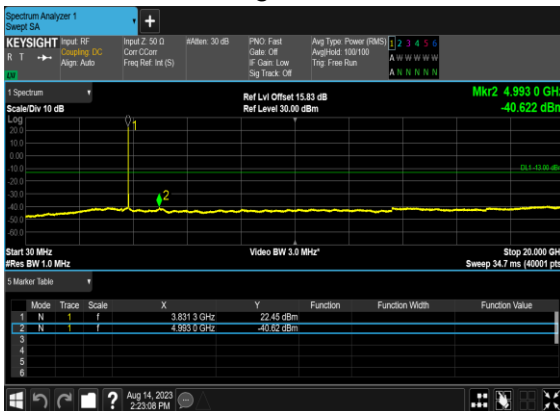 Spectrum Analyzer 1
Swept SA
KEYSIGHT Input: RF Input Z: 50 Ω #Atten: 30 dB PNO: Fast Avg Type: Power (RMS) 1 2 3 4 5 6
R T Coupling: DC Corr CCorr Gate: Off Avg|Hold: 100/100 A W W W W W
Align: Auto Freq Ref: Int (S) IF Gain: Low Trig: Free Run
Sig Track: Off A N N N N N
1 Spectrum Ref Lvl Offset 15.83 dB Mkr2 4.993 0 GHz
Scale/Div 10 dB Ref Level 30.00 dBm -40.622 dBm
Log
20.0
10.0
0.00
-10.0
DL1 -13.00 dBm
-20.0
-30.0
-40.0
-50.0
-60.0
1
2
Start 30 MHz Video BW 3.0 MHz* Stop 20.000 GHz
#Res BW 1.0 MHz Sweep 34.7 ms (40001 pts)
5 Marker Table
Mode Trace Scale X Y Function Function Width Function Value
1 N 1 f 3.831 3 GHz 22.45 dBm
2 N 1 f 4.993 0 GHz -40.62 dBm
3
4
5
6
? Aug 14, 2023
2:23:08 PM